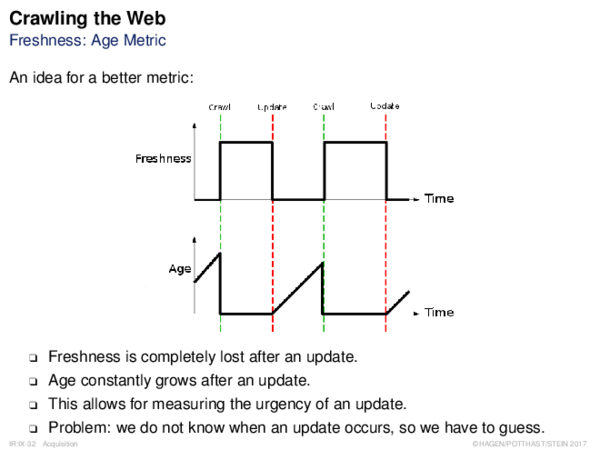 Crawling the Web
Freshness: Age Metric
An idea for a better metric:
Crawl Update Crawl Update
Freshness
Time
Age
Time
❑ Freshness is completely lost after an update.
❑ Age constantly grows after an update.
❑ This allows for measuring the urgency of an update.
❑ Problem: we do not know when an update occurs, so we have to guess.
IR:IX-32 Acquisition ©HAGEN/POTTHAST/STEIN 2017